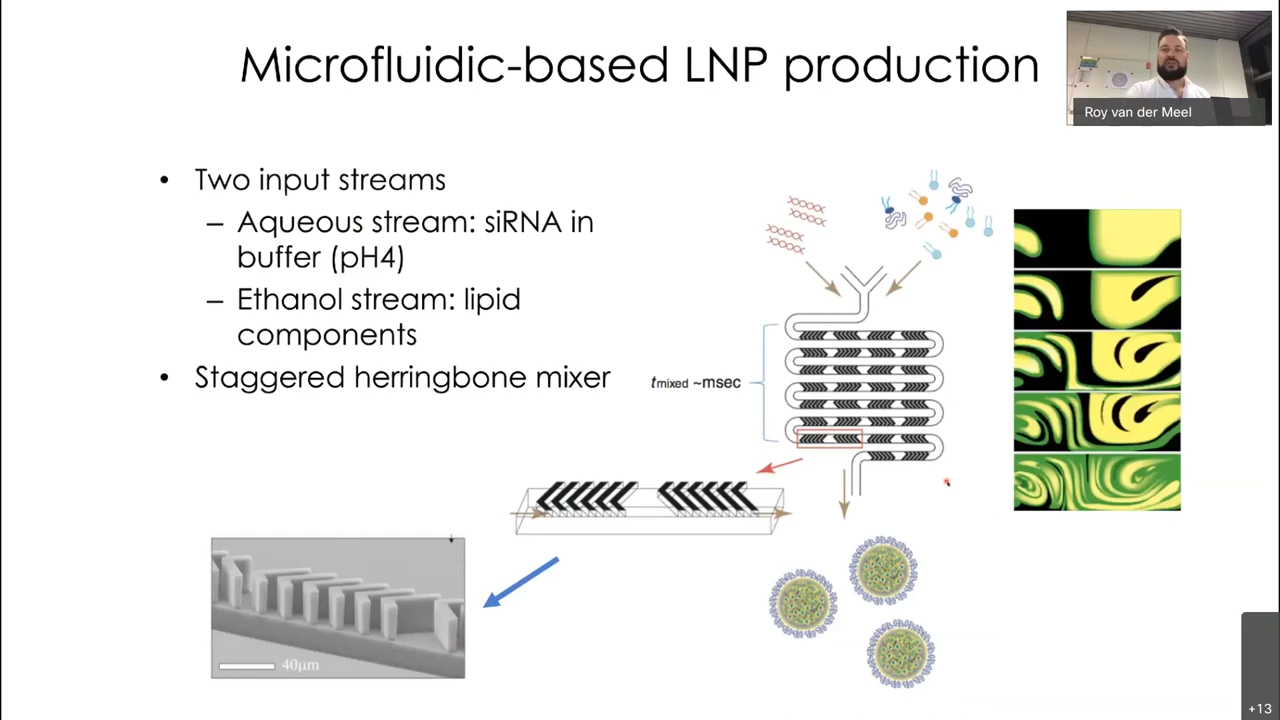 Microfluidic-based LNP production
Roy van der Meel
• Two input streams
– Aqueous stream: siRNA in
buffer (pH4)
– Ethanol stream: lipid
components
• Staggered herringbone mixer
tmixed ~msec
40µm
+13